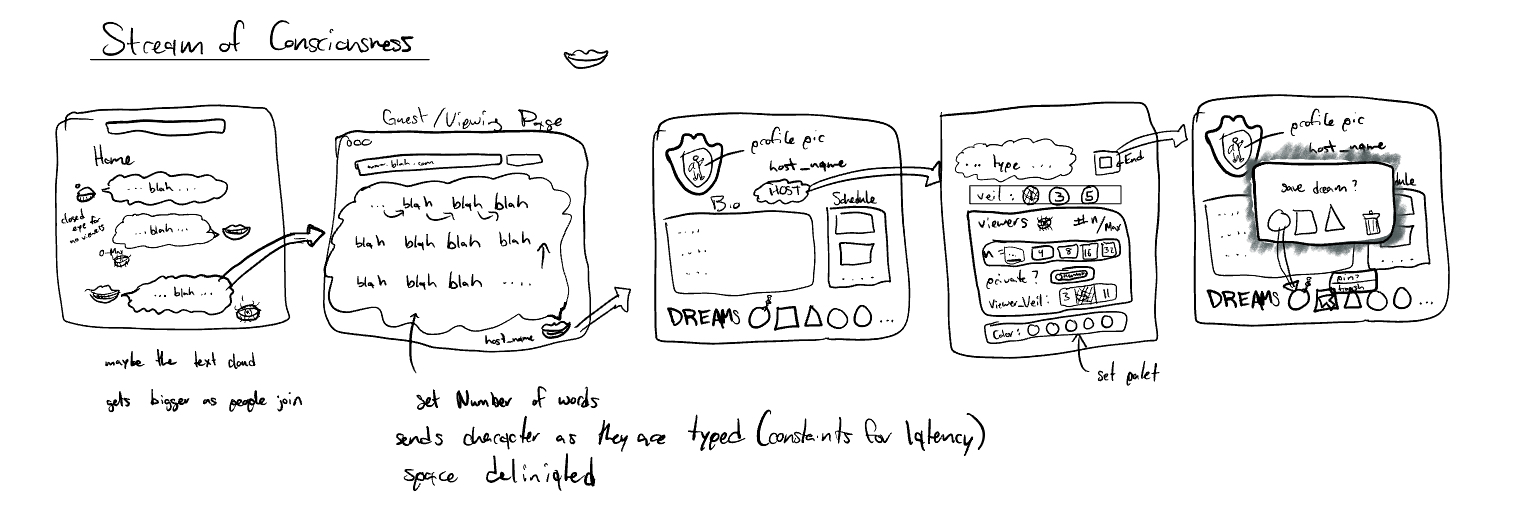 Stream of Consciousness
Home
... blah ...
closed
eye for
no viewers
... blah ...
0-Max
... blah ...
maybe the text cloud
gets bigger as people join
Guest/Viewing Page
www.blah.com
... blah blah blah
blah blah blah blah
blah blah blah ....
host_name
set Number of words
sends character as they are typed (constaints for latency)
space deliniated
profile pic
host_name
HOST
Bio
Schedule
....
....
....
....
DREAMS
...
... type ...
End
veil: 3 5
viewers # n/Max
n = ... 4 8 16 32
private?
Viewer_Veil: 3 11
Color:
set palet
profile pic
host_name
save dream?
dule
....
....
....
....
pin?
trash
DREAMS
...